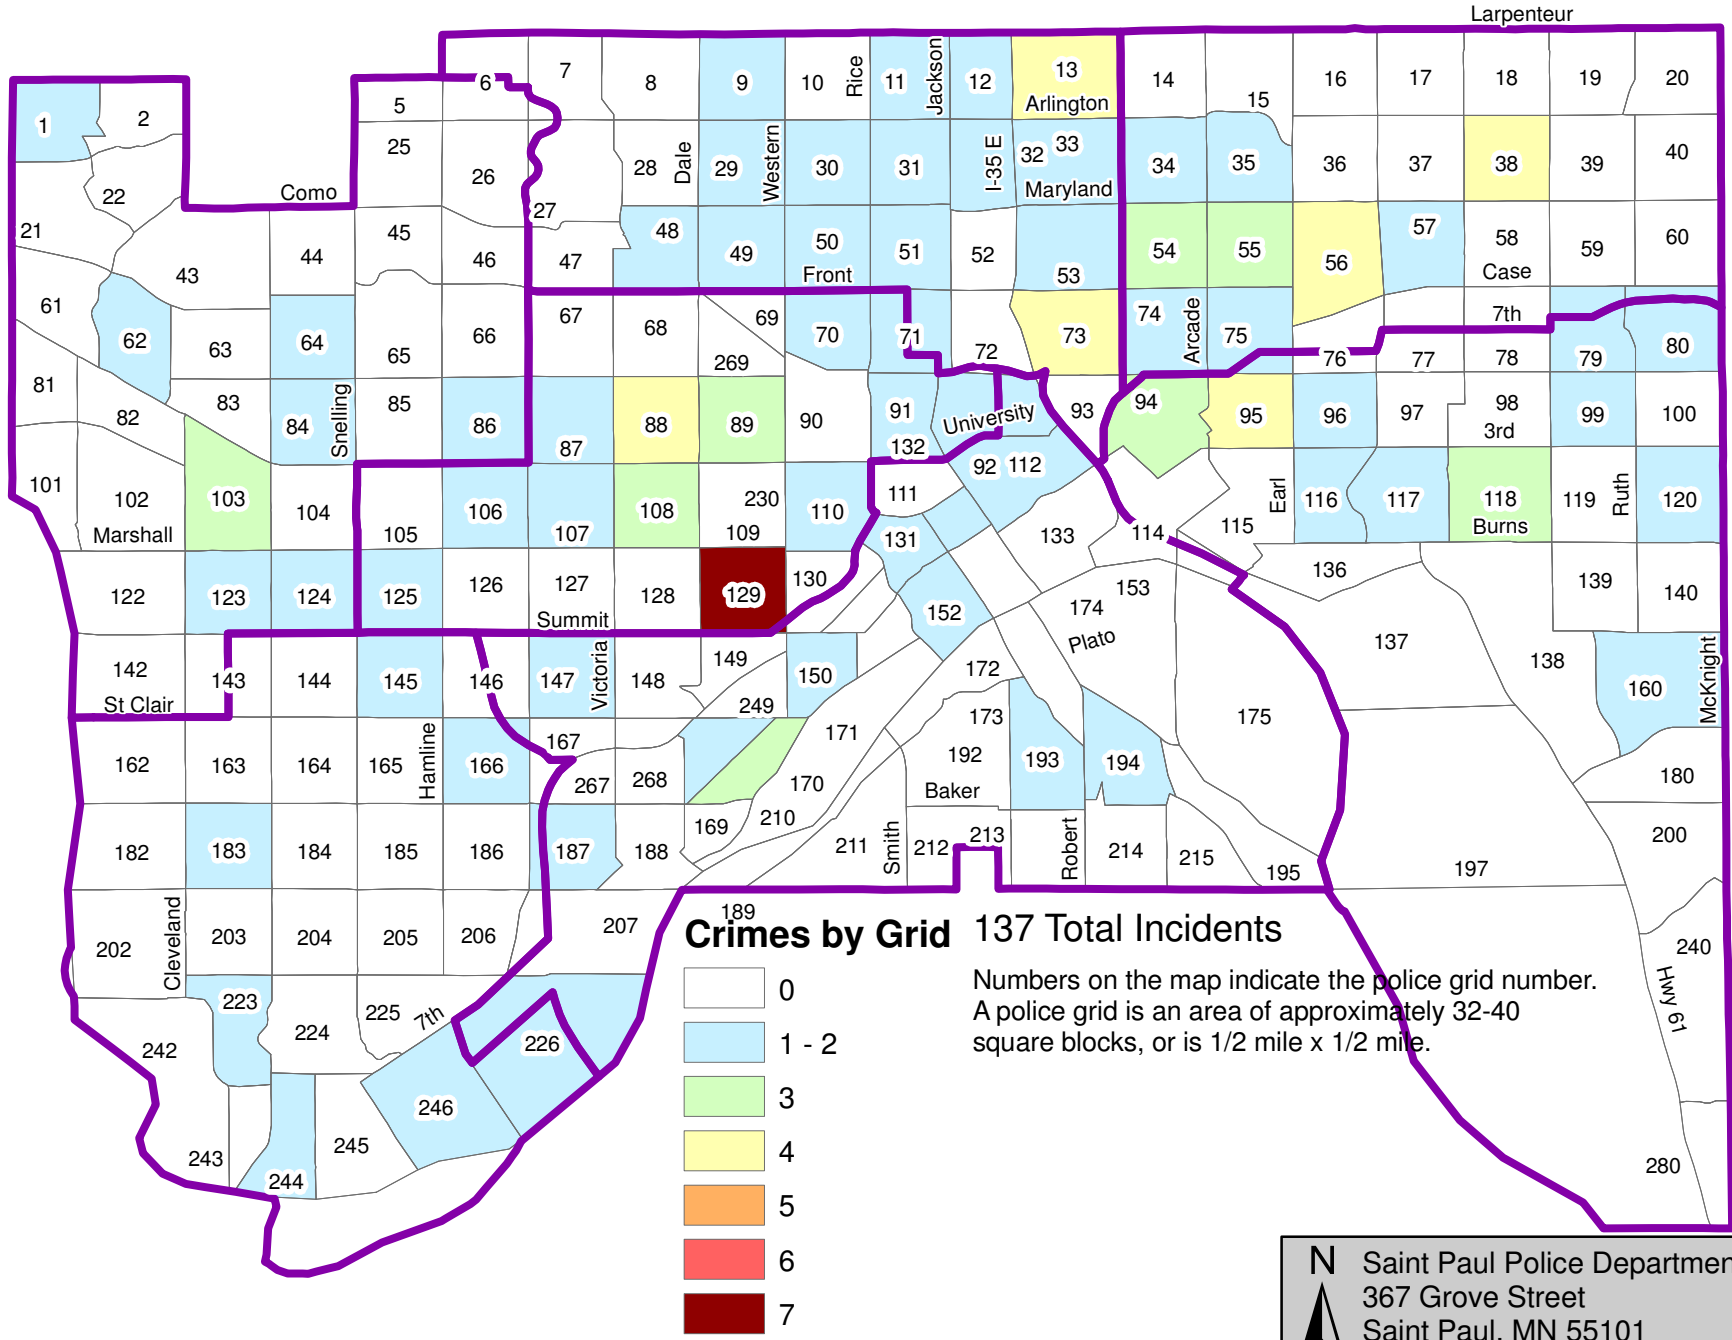 Larpenteur
1 2 5 6 7 8 9 10 Rice 11 Jackson 12 13 14 15 16 17 18 19 20
Arlington
21 22 Como 25 26 27 28 Dale 29 Western 30 31 I-35 E 32 33 34 35 36 37 38 39 40
Maryland
43 44 45 46 47 48 49 50 51 52 53 54 55 56 57 58 59 60
Front Case
61 62 63 64 65 66 67 68 69 269 70 71 72 73 74 Arcade 75 76 77 78 79 80
7th
81 82 83 84 Snelling 85 86 87 88 89 90 91 University 93 94 95 96 97 98 99 100
3rd
132 92 112
101 102 103 104 105 106 107 108 230 109 110 111 131 133 114 115 Earl 116 117 118 119 Ruth 120
Marshall Burns
122 123 124 125 126 127 128 129 130 152 153 174 136 139 140
Summit Plato
142 143 144 145 146 147 Victoria 148 149 249 150 172 137 138 160 McKnight
St Clair
162 163 164 165 Hamline 166 167 267 268 170 171 173 192 193 194 175 180
Baker
182 183 184 185 186 187 188 169 210 211 Smith 212 213 Robert 214 215 195 197 200
202 Cleveland 203 204 205 206 207 189 240
223 224 225 7th 226 Hwy 61
242 243 244 245 246 280
Crimes by Grid
0
1 - 2
3
4
5
6
7
137 Total Incidents
Numbers on the map indicate the police grid number.
A police grid is an area of approximately 32-40
square blocks, or is 1/2 mile x 1/2 mile.
N
Saint Paul Police Departmen
367 Grove Street
Saint Paul, MN 55101